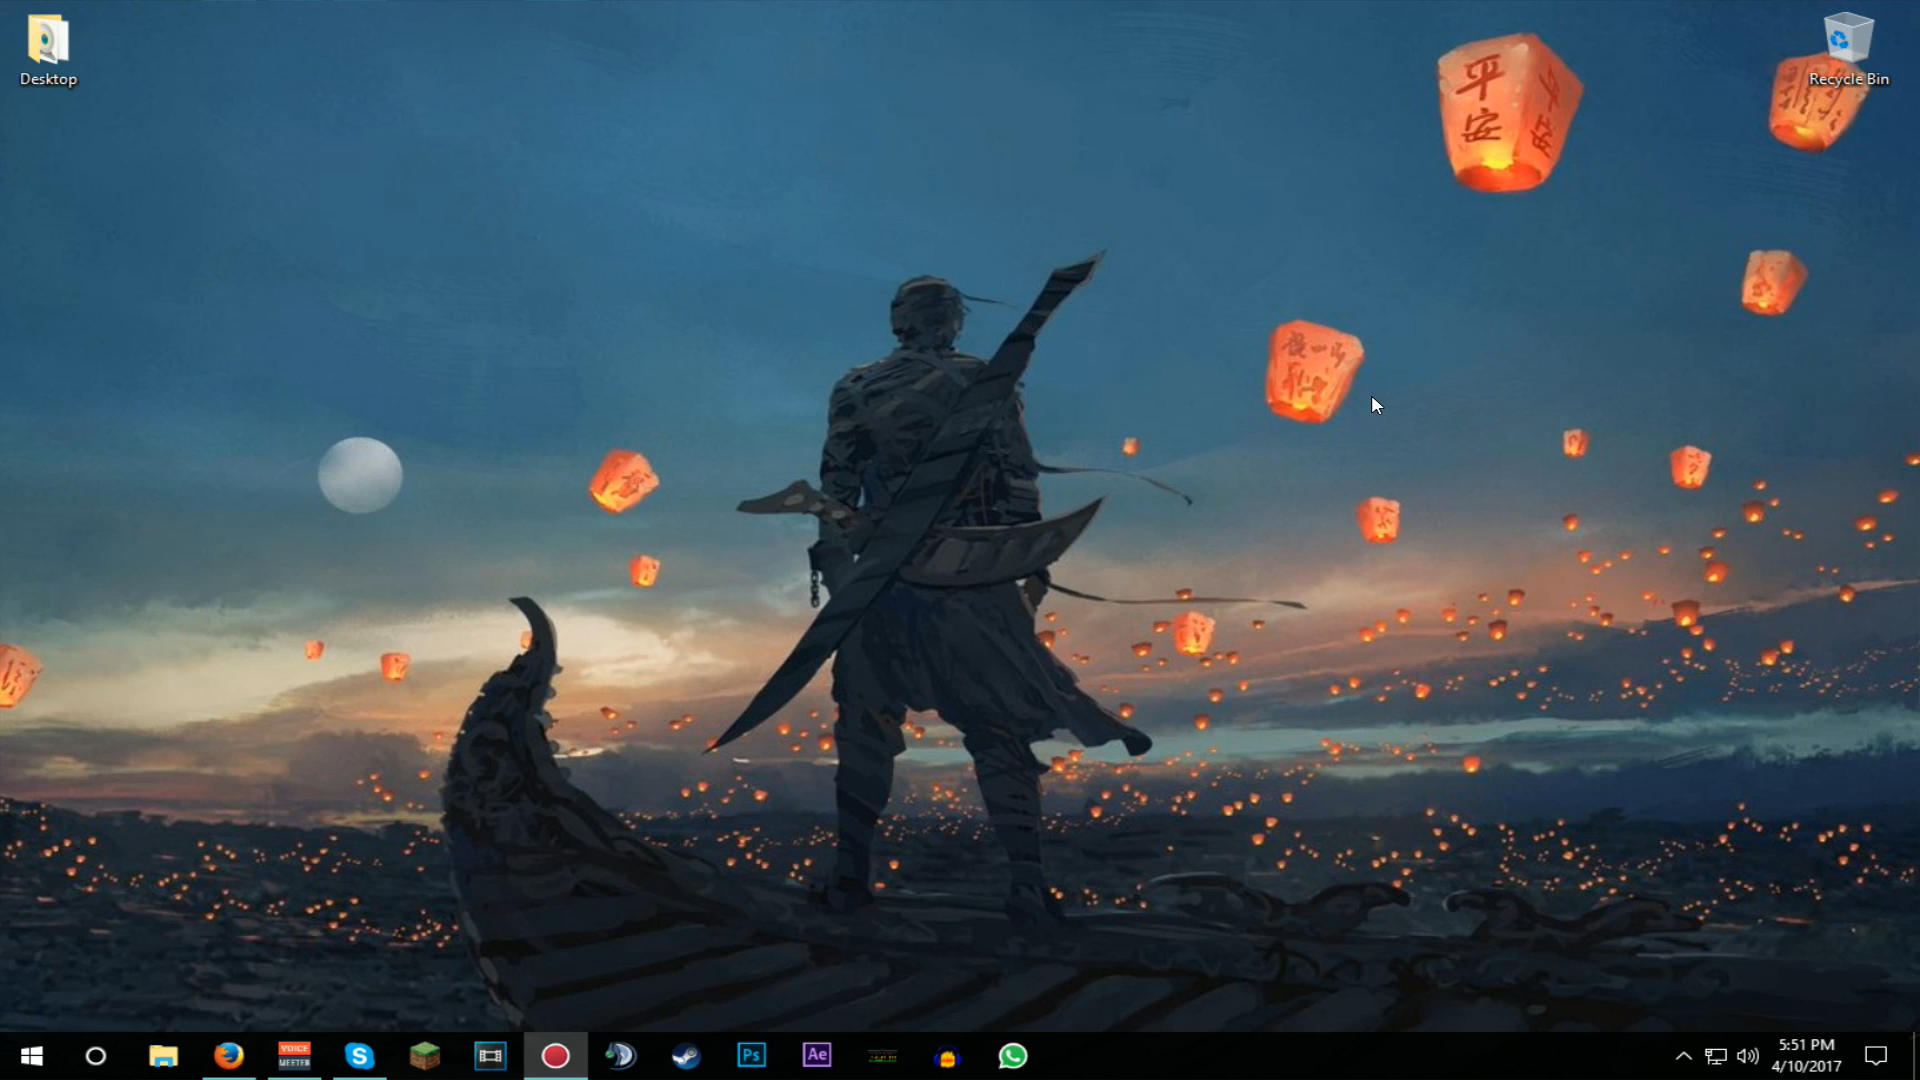 Desktop
Recycle Bin
平安
VOICE
MEETER
Ps
Ae
5:51 PM
4/10/2017